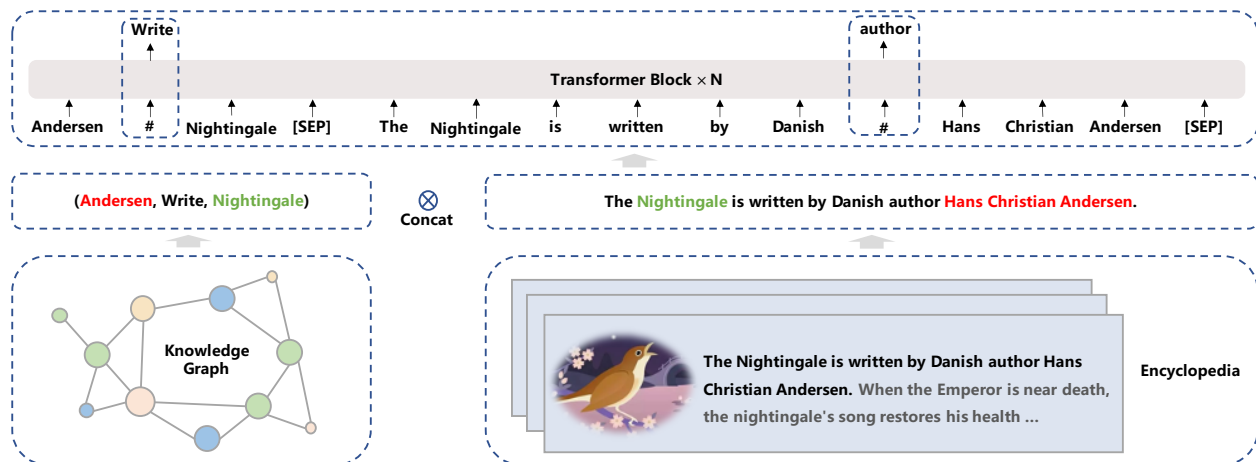 Write author
Transformer Block × N
Andersen # Nightingale [SEP] The Nightingale is written by Danish # Hans Christian Andersen [SEP]
(Andersen, Write, Nightingale)
Concat
The Nightingale is written by Danish author Hans Christian Andersen.
Knowledge
Graph
The Nightingale is written by Danish author Hans
Christian Andersen. When the Emperor is near death,
the nightingale's song restores his health ...
Encyclopedia